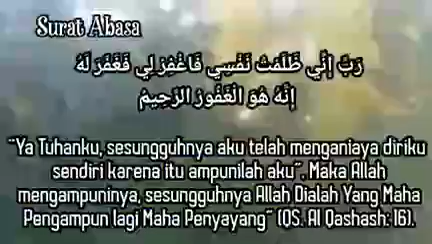 Surat Abasa
رَبِّ إِنِّي ظَلَمْتُ نَفْسِي فَاغْفِرْ لِي فَغَفَرَ لَهُ
إِنَّهُ هُوَ الْغَفُورُ الرَّحِيمُ
"Ya Tuhanku, sesungguhnya aku telah menganiaya diriku
sendiri karena itu ampunilah aku". Maka Allah
mengampuninya, sesungguhnya Allah Dialah Yang Maha
Pengampun lagi Maha Penyayang" (QS. Al Qashash: 16).